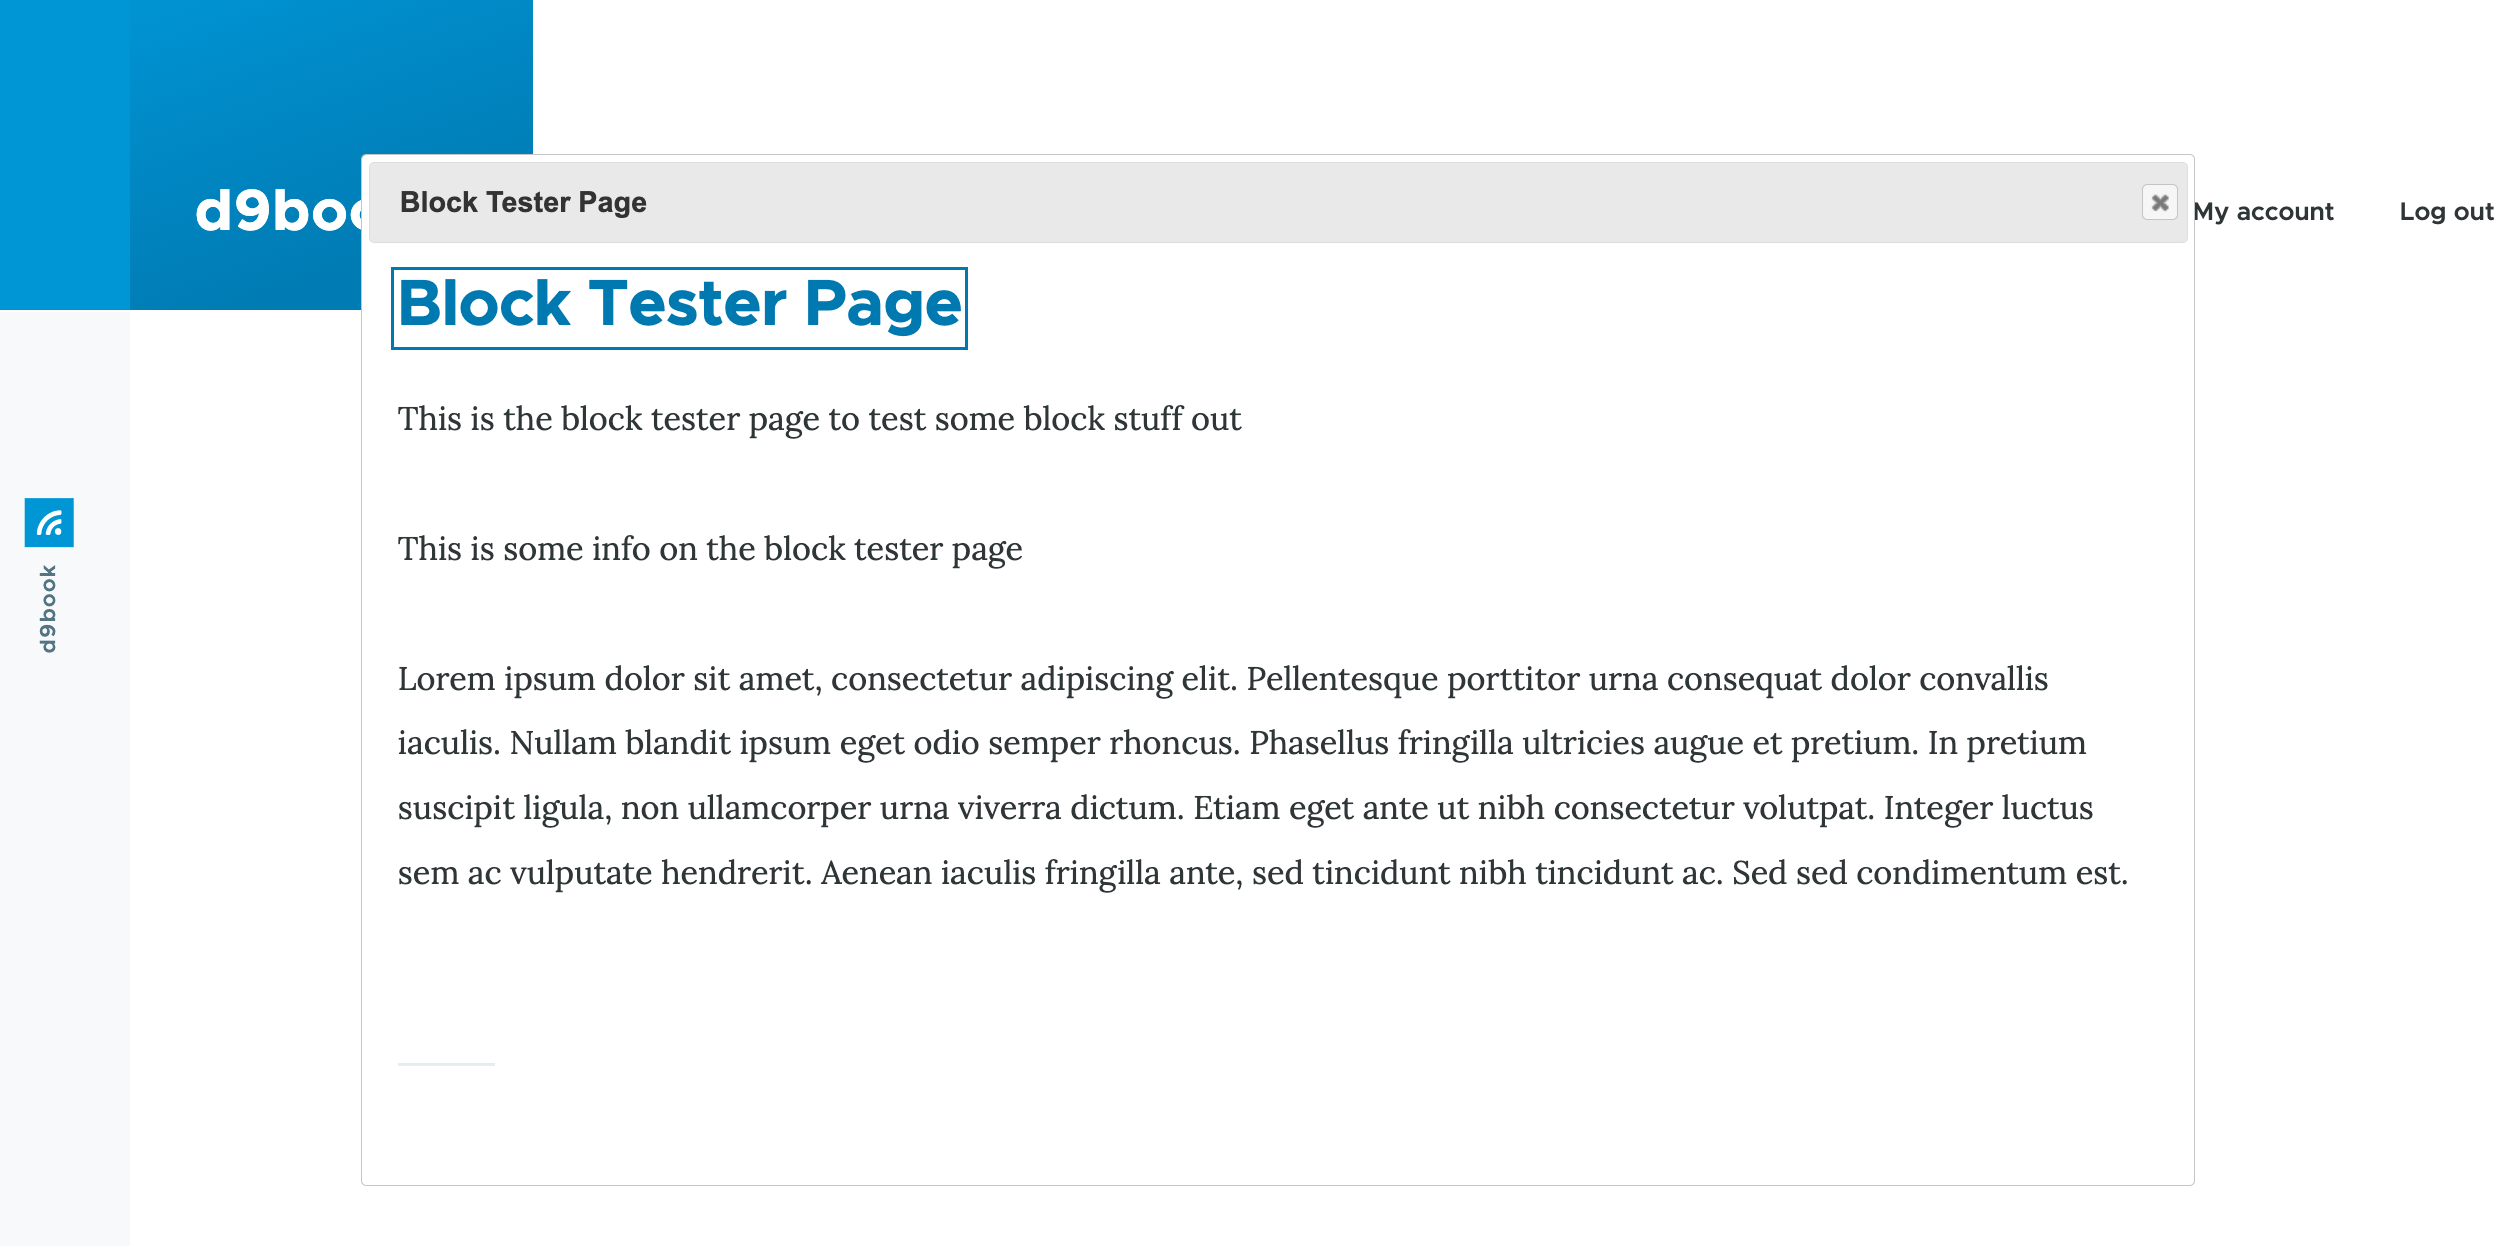 d9boo
My account
Log out
Block Tester Page
Block Tester Page
This is the block tester page to test some block stuff out
This is some info on the block tester page
Lorem ipsum dolor sit amet, consectetur adipiscing elit. Pellentesque porttitor urna consequat dolor convallis
iaculis. Nullam blandit ipsum eget odio semper rhoncus. Phasellus fringilla ultricies augue et pretium. In pretium
suscipit ligula, non ullamcorper urna viverra dictum. Etiam eget ante ut nibh consectetur volutpat. Integer luctus
sem ac vulputate hendrerit. Aenean iaculis fringilla ante, sed tincidunt nibh tincidunt ac. Sed sed condimentum est.
d9book